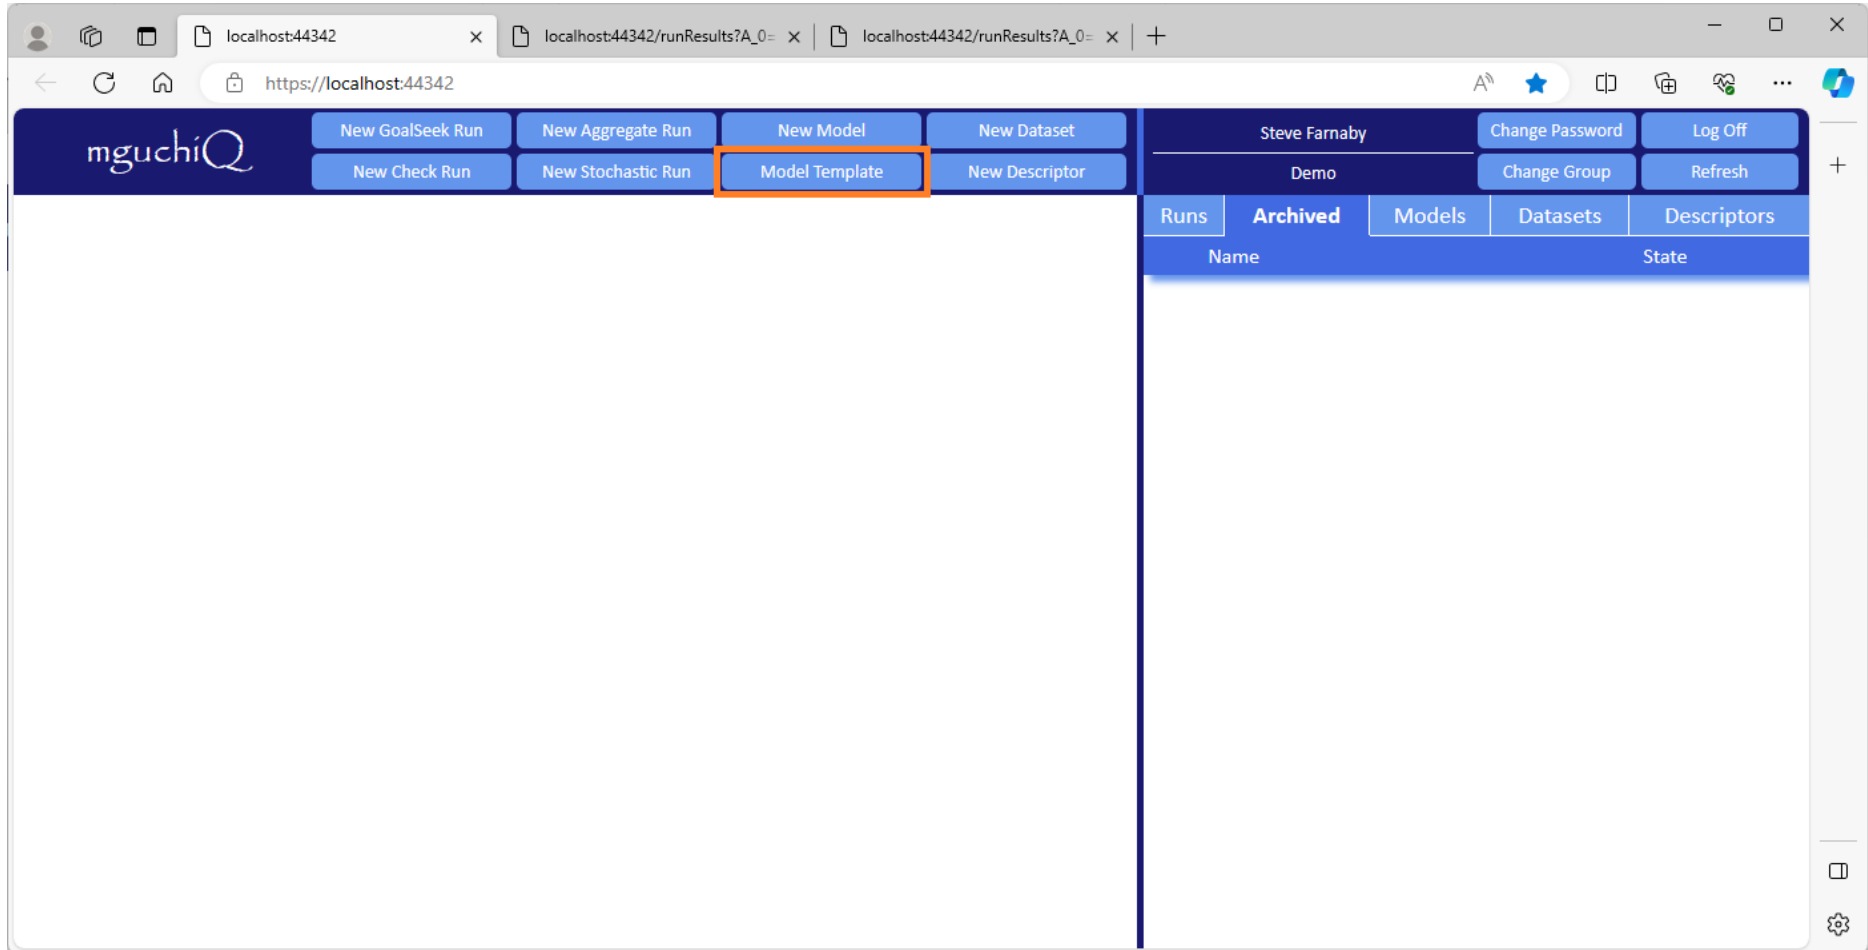 localhost:44342
localhost:44342/runResults?A_0=
localhost:44342/runResults?A_0=
https://localhost:44342
mguchiQ
New GoalSeek Run
New Aggregate Run
New Model
New Dataset
New Check Run
New Stochastic Run
Model Template
New Descriptor
Steve Farnaby
Change Password
Log Off
Demo
Change Group
Refresh
Runs
Archived
Models
Datasets
Descriptors
Name
State